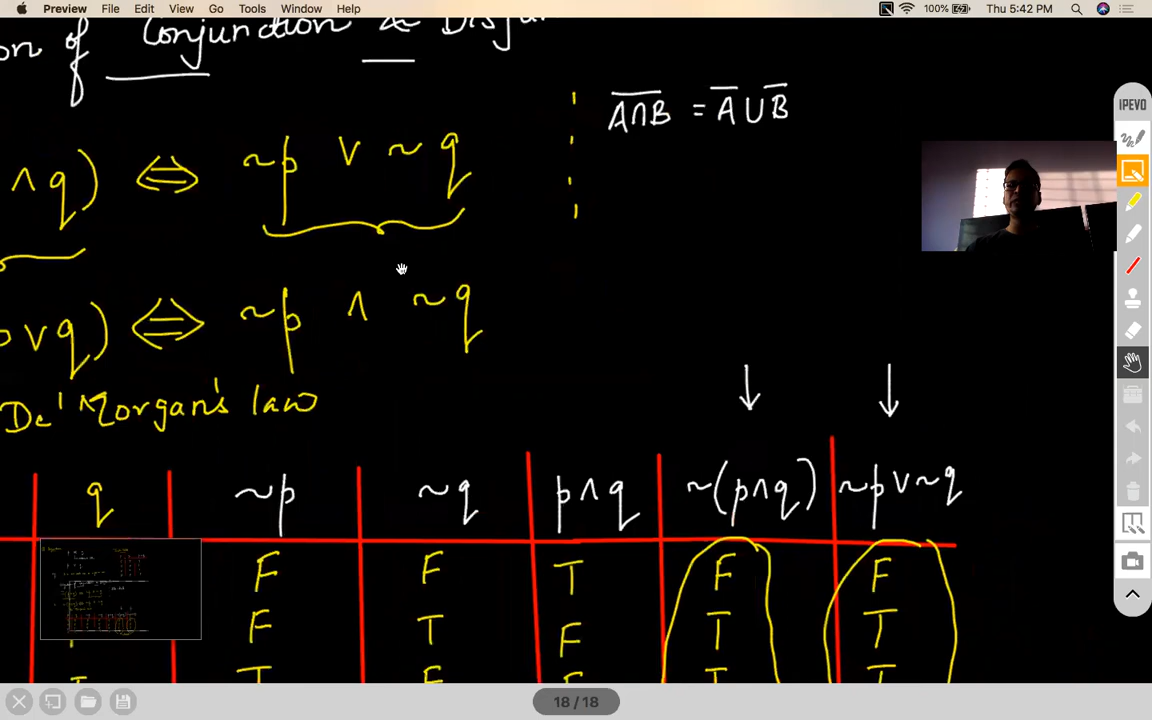 Preview File Edit View Go Tools Window Help 100% Thu 5:42 PM
on of Conjunction & Disju
IPEVO
A̅∩̅B̅ = A̅ ∪ B̅
∧ q) ⇔ ~p ∨ ~q
p ∨ q) ⇔ ~p ∧ ~q
De'Morgan's law
q ~p ~q p∧q ~(p∧q) ~p∨~q
F F T F F
F T F T T
T F F T T
18 / 18